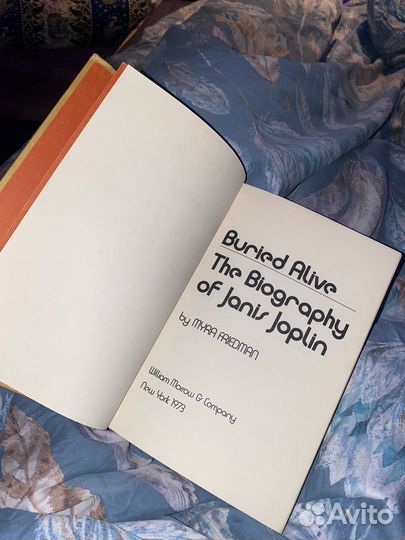 Buried Alive
The Biography
of Janis Joplin
by MYRA FRIEDMAN
William Morrow & Company
New York 1973
Avito